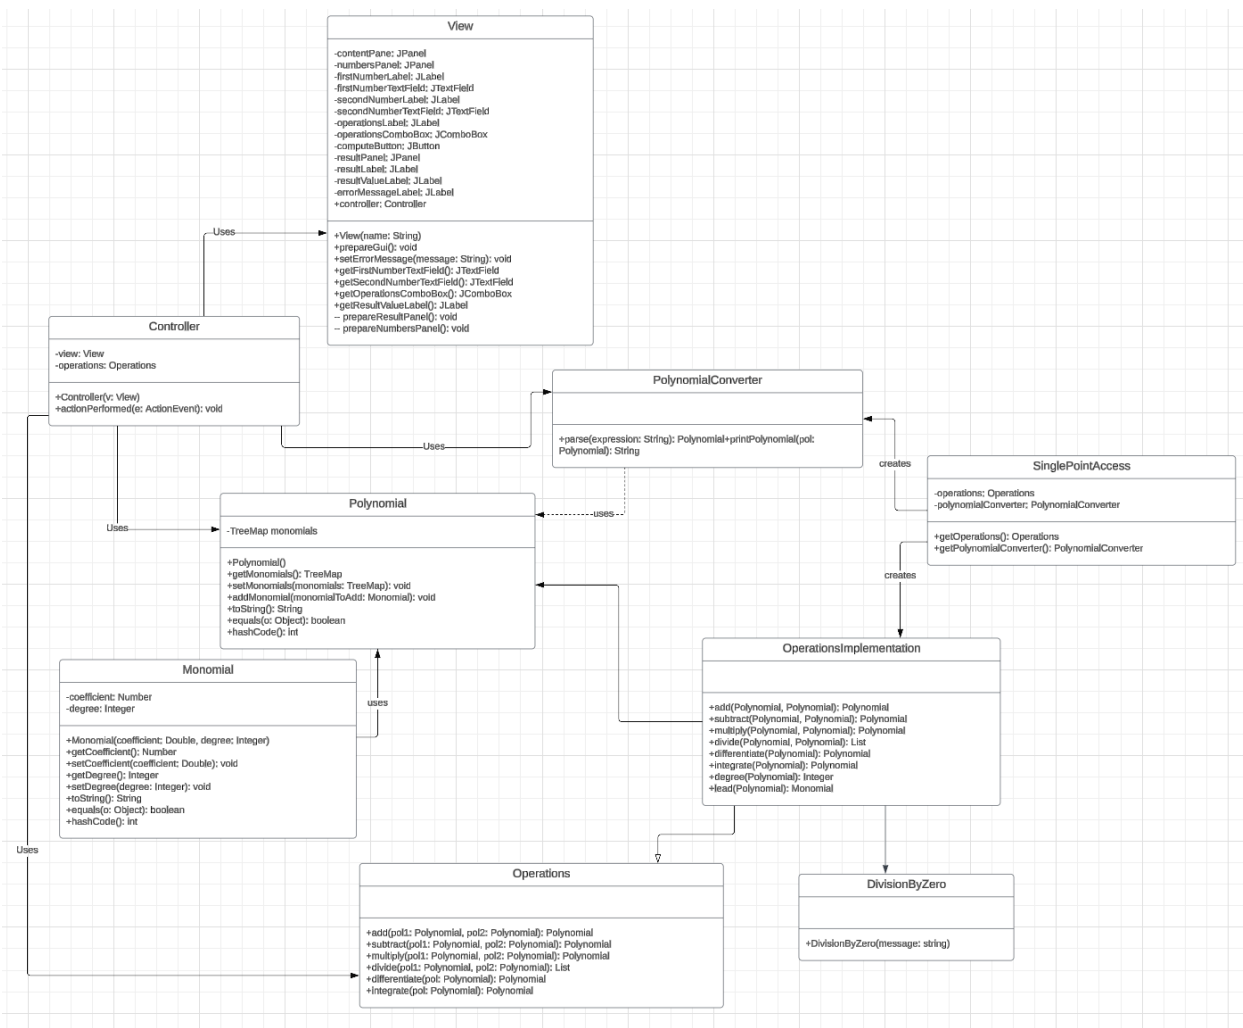 View
-contentPane: JPanel
-numbersPanel: JPanel
-firstNumberLabel: JLabel
-firstNumberTextField: JTextField
-secondNumberLabel: JLabel
-secondNumberTextField: JTextField
-operationsLabel: JLabel
-operationsComboBox: JComboBox
-computeButton: JButton
-resultPanel: JPanel
-resultLabel: JLabel
-resultValueLabel: JLabel
-errorMessageLabel: JLabel
+controller: Controller
+View(name: String)
+prepareGui(): void
+setErrorMessage(message: String): void
+getFirstNumberTextField(): JTextField
+getSecondNumberTextField(): JTextField
+getOperationsComboBox(): JComboBox
+getResultValueLabel(): JLabel
-- prepareResultPanel(): void
-- prepareNumbersPanel(): void
Uses
Controller
-view: View
-operations: Operations
+Controller(v: View)
+actionPerformed(e: ActionEvent): void
Uses
PolynomialConverter
+parse(expression: String): Polynomial+printPolynomial(pol:
Polynomial): String
creates
SinglePointAccess
-operations: Operations
-polynomialConverter: PolynomialConverter
+getOperations(): Operations
+getPolynomialConverter(): PolynomialConverter
Uses
uses
Polynomial
-TreeMap monomials
+Polynomial()
+getMonomials(): TreeMap
+setMonomials(monomials: TreeMap): void
+addMonomial(monomialToAdd: Monomial): void
+toString(): String
+equals(o: Object): boolean
+hashCode(): int
creates
Monomial
-coefficient: Number
-degree: Integer
+Monomial(coefficient: Double, degree: Integer)
+getCoefficient(): Number
+setCoefficient(coefficient: Double): void
+getDegree(): Integer
+setDegree(degree: Integer): void
+toString(): String
+equals(o: Object): boolean
+hashCode(): int
uses
OperationsImplementation
+add(Polynomial, Polynomial): Polynomial
+subtract(Polynomial, Polynomial): Polynomial
+multiply(Polynomial, Polynomial): Polynomial
+divide(Polynomial, Polynomial): List
+differentiate(Polynomial): Polynomial
+integrate(Polynomial): Polynomial
+degree(Polynomial): Integer
+lead(Polynomial): Monomial
Uses
Operations
+add(pol1: Polynomial, pol2: Polynomial): Polynomial
+subtract(pol1: Polynomial, pol2: Polynomial): Polynomial
+multiply(pol1: Polynomial, pol2: Polynomial): Polynomial
+divide(pol1: Polynomial, pol2: Polynomial): List
+differentiate(pol: Polynomial): Polynomial
+integrate(pol: Polynomial): Polynomial
DivisionByZero
+DivisionByZero(message: string)